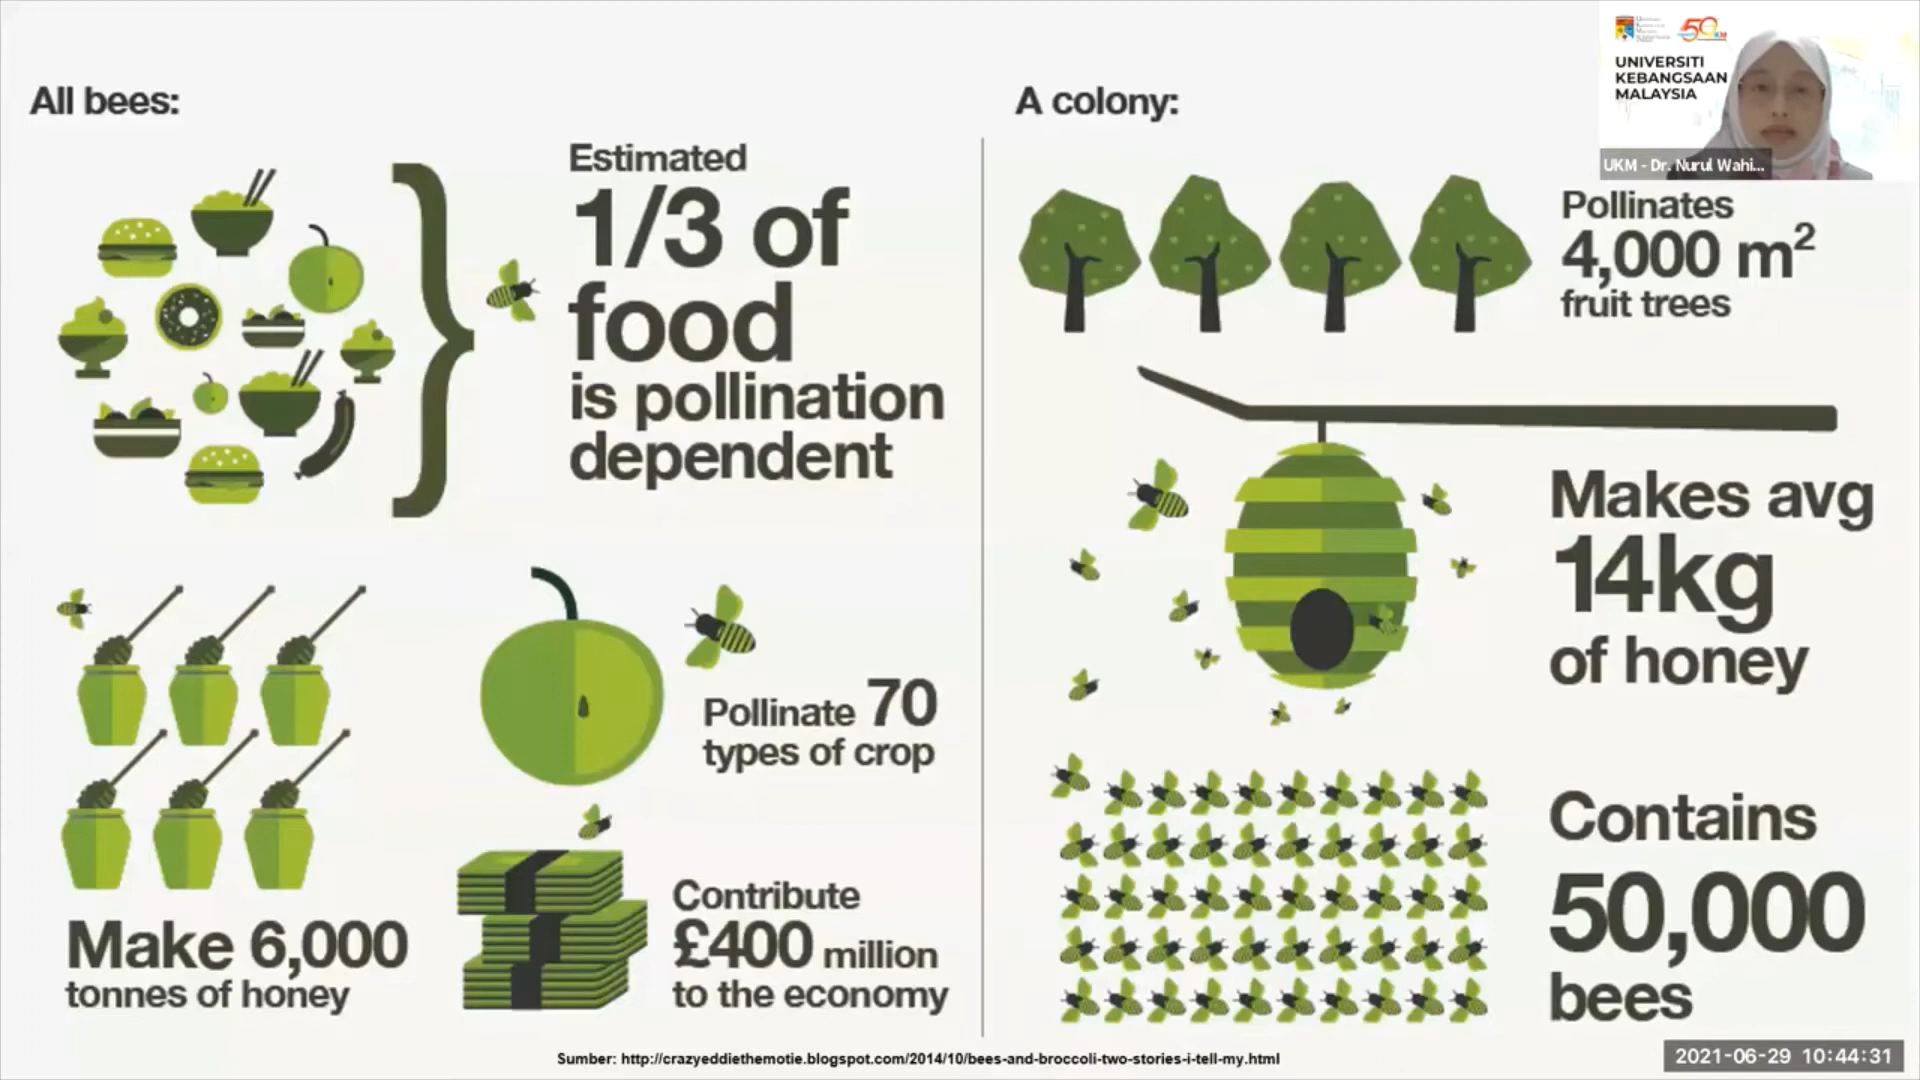 All bees:
Estimated
1/3 of
food
is pollination
dependent
Make 6,000
tonnes of honey
Pollinate 70
types of crop
Contribute
£400 million
to the economy
A colony:
Pollinates
4,000 m²
fruit trees
Makes avg
14kg
of honey
Contains
50,000
bees
50
UKM
UNIVERSITI
KEBANGSAAN
MALAYSIA
UKM - Dr. Nurul Wahi...
Sumber: http://crazyeddiethemotie.blogspot.com/2014/10/bees-and-broccoli-two-stories-i-tell-my.html
2021-06-29 10:44:31